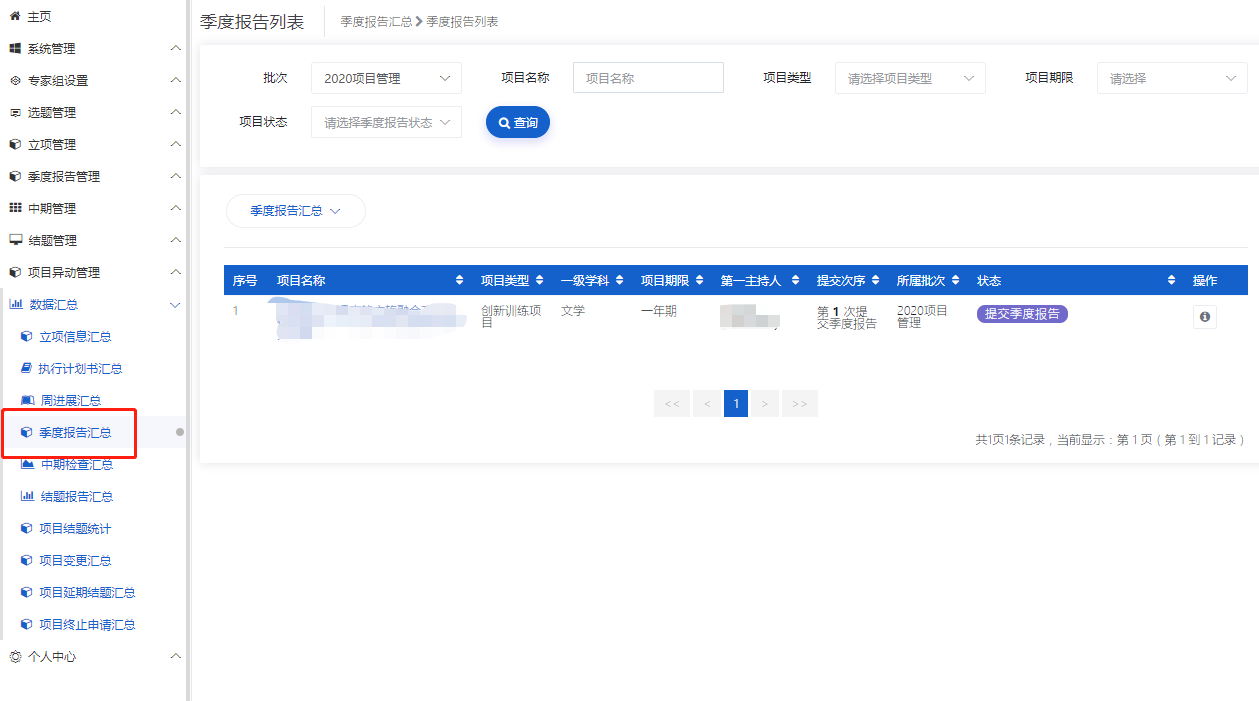 主页
系统管理
专家组设置
选题管理
立项管理
季度报告管理
中期管理
结题管理
项目异动管理
数据汇总
立项信息汇总
执行计划书汇总
周进展汇总
季度报告汇总
中期检查汇总
结题报告汇总
项目结题统计
项目变更汇总
项目延期结题汇总
项目终止申请汇总
个人中心
季度报告列表 季度报告汇总 季度报告列表
批次 2020项目管理 项目名称 项目名称 项目类型 请选择项目类型 项目期限 请选择
项目状态 请选择季度报告状态 查询
季度报告汇总
序号 项目名称 项目类型 一级学科 项目期限 第一主持人 提交次序 所属批次 状态 操作
1 创新训练项目 文学 一年期 第 1 次提交季度报告 2020项目管理 提交季度报告
<< < 1 > >>
共1页1条记录，当前显示：第 1 页（第 1 到 1 记录）